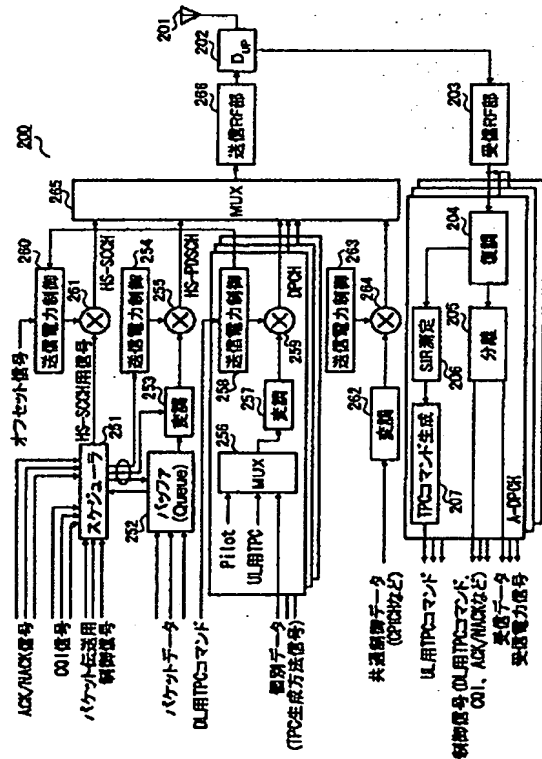 200
オフセット信号
260
送信電力制御
261
HS-SCCH
HS-SCCH用信号
251
スケジューラ
ACK/NACK信号
CQI信号
パケット伝送用
制御信号
254
送信電力制御
255
HS-PDSCH
253
変調
バッファ
(Queue)
252
パケットデータ
DL用TPCコマンド
258
送信電力制御
DPCH
259
257
変調
256
MUX
Pilot
UL用TPC
個別データ
(TPC生成方法信号)
263
送信電力制御
264
262
変調
共通制御データ
(CPICHなど)
265
MUX
266
送信RF部
201
202
DUP
203
受信RF部
204
復調
205
分離
206
SIR測定
207
TPCコマンド生成
A-DPCH
UL用TPCコマンド
制御信号(DL用TPCコマンド、
CQI、ACK/NACKなど)
受信データ
受信電力信号